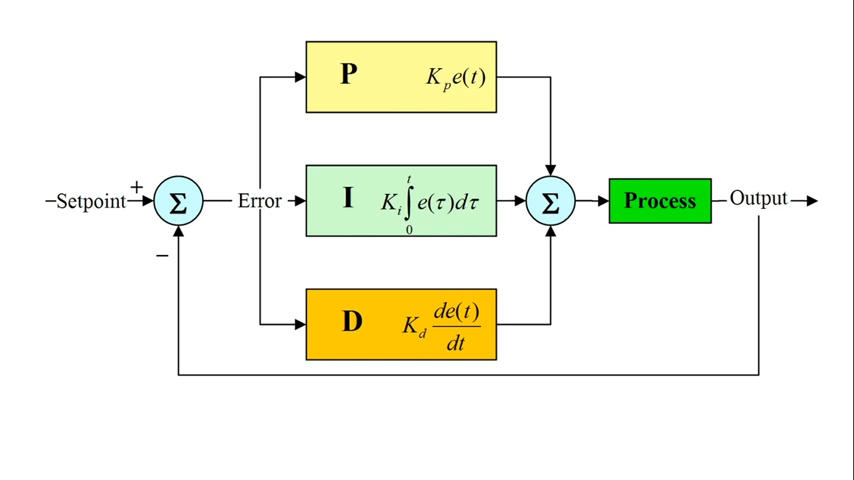 P K_p e(t)
–Setpoint + Σ Error I K_i ∫_0^t e(τ)dτ Σ Process Output
–
D K_d de(t)/dt